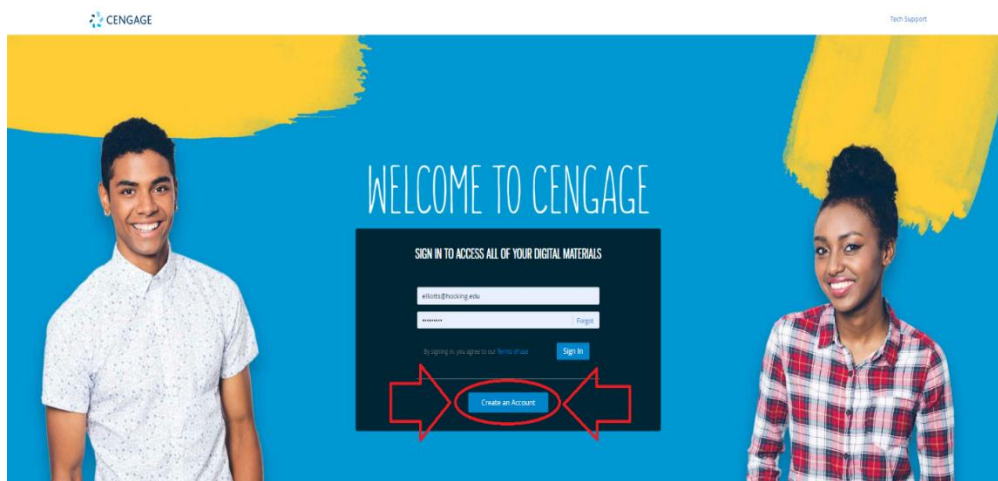 CENGAGE
Tech Support
WELCOME TO CENGAGE
SIGN IN TO ACCESS ALL OF YOUR DIGITAL MATERIALS
elliotts@hocking.edu
Forgot
By signing in, you agree to our Terms of use
Sign In
Create an Account